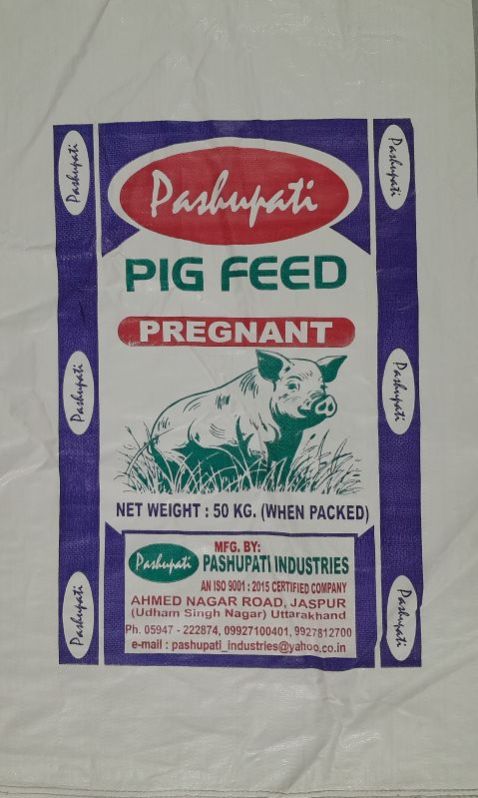 Pashupati
Pashupati
Pashupati
PIG FEED
PREGNANT
Pashupati
Pashupati
NET WEIGHT : 50 KG. (WHEN PACKED)
MFG. BY:
Pashupati
PASHUPATI INDUSTRIES
AN ISO 9001 : 2015 CERTIFIED COMPANY
AHMED NAGAR ROAD, JASPUR
(Udham Singh Nagar) Uttarakhand
Ph. 05947 - 222874, 09927100401, 9927812700
e-mail : pashupati_industries@yahoo.co.in
Pashupati
Pashupati